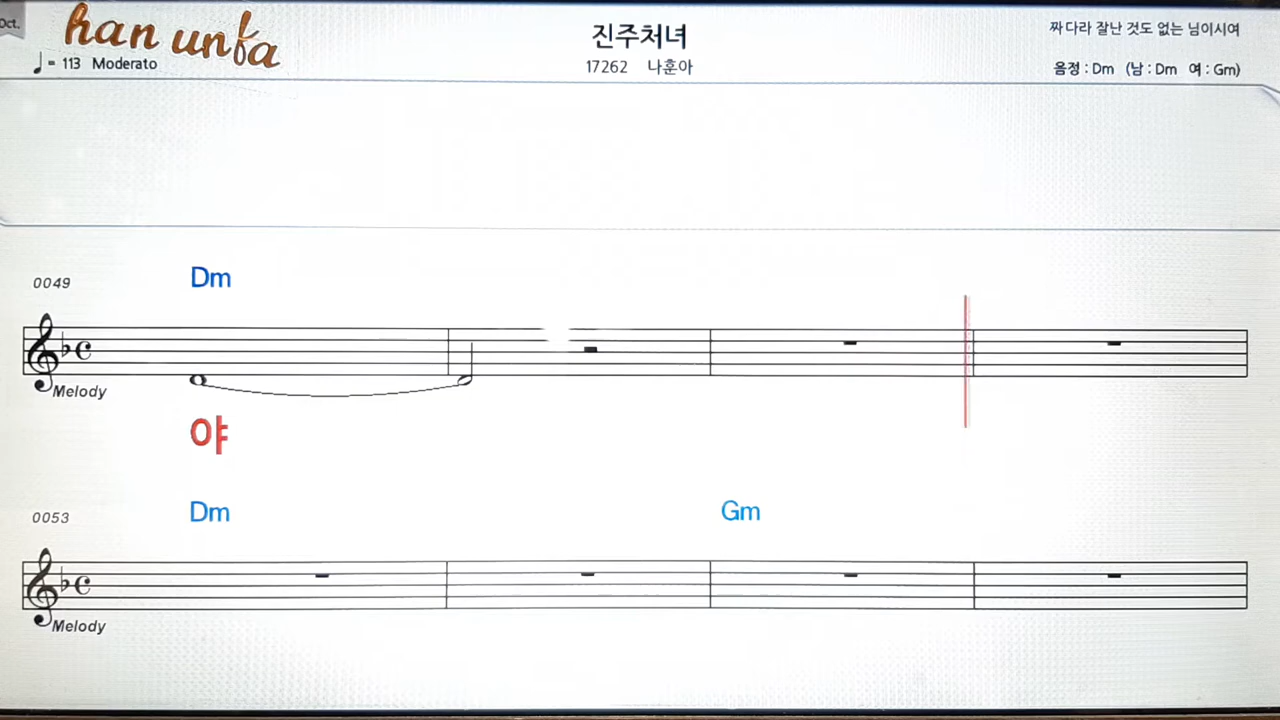 Oct.
han unfa
진주처녀
짜다라 잘난 것도 없는 님이시여
♩ = 113 Moderato
17262 나훈아
음정 : Dm (남 : Dm 여 : Gm)
Dm
0049
Melody
야
Dm Gm
0053
Melody